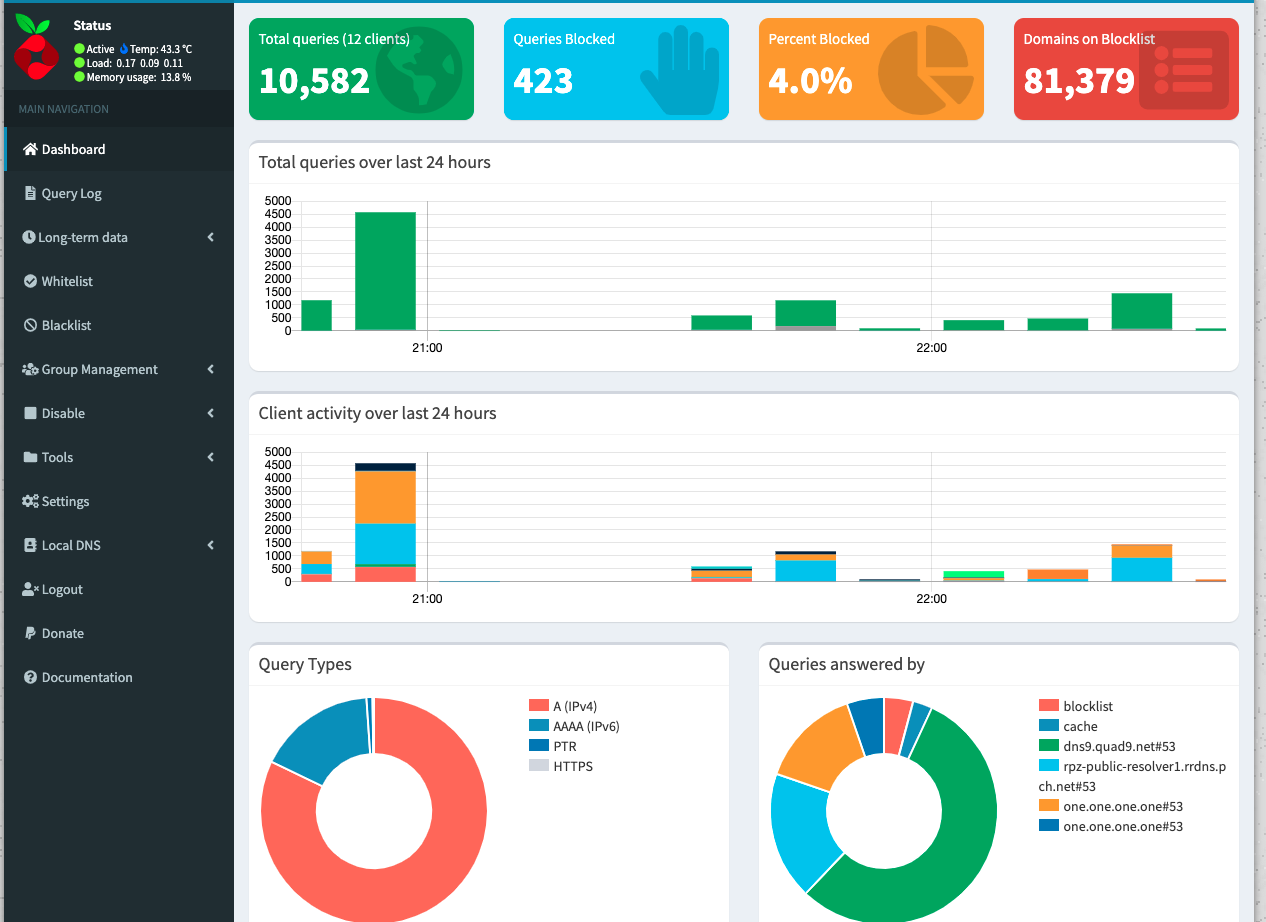 Status
Active Temp: 43.3 °C
Load: 0.17 0.09 0.11
Memory usage: 13.8 %
MAIN NAVIGATION
Dashboard
Query Log
Long-term data
Whitelist
Blacklist
Group Management
Disable
Tools
Settings
Local DNS
Logout
Donate
Documentation
Total queries (12 clients)
10,582
Queries Blocked
423
Percent Blocked
4.0%
Domains on Blocklist
81,379
Total queries over last 24 hours
5000
4500
4000
3500
3000
2500
2000
1500
1000
500
0
21:00 22:00
Client activity over last 24 hours
5000
4500
4000
3500
3000
2500
2000
1500
1000
500
0
21:00 22:00
Query Types
A (IPv4)
AAAA (IPv6)
PTR
HTTPS
Queries answered by
blocklist
cache
dns9.quad9.net#53
rpz-public-resolver1.rrdns.p
ch.net#53
one.one.one.one#53
one.one.one.one#53